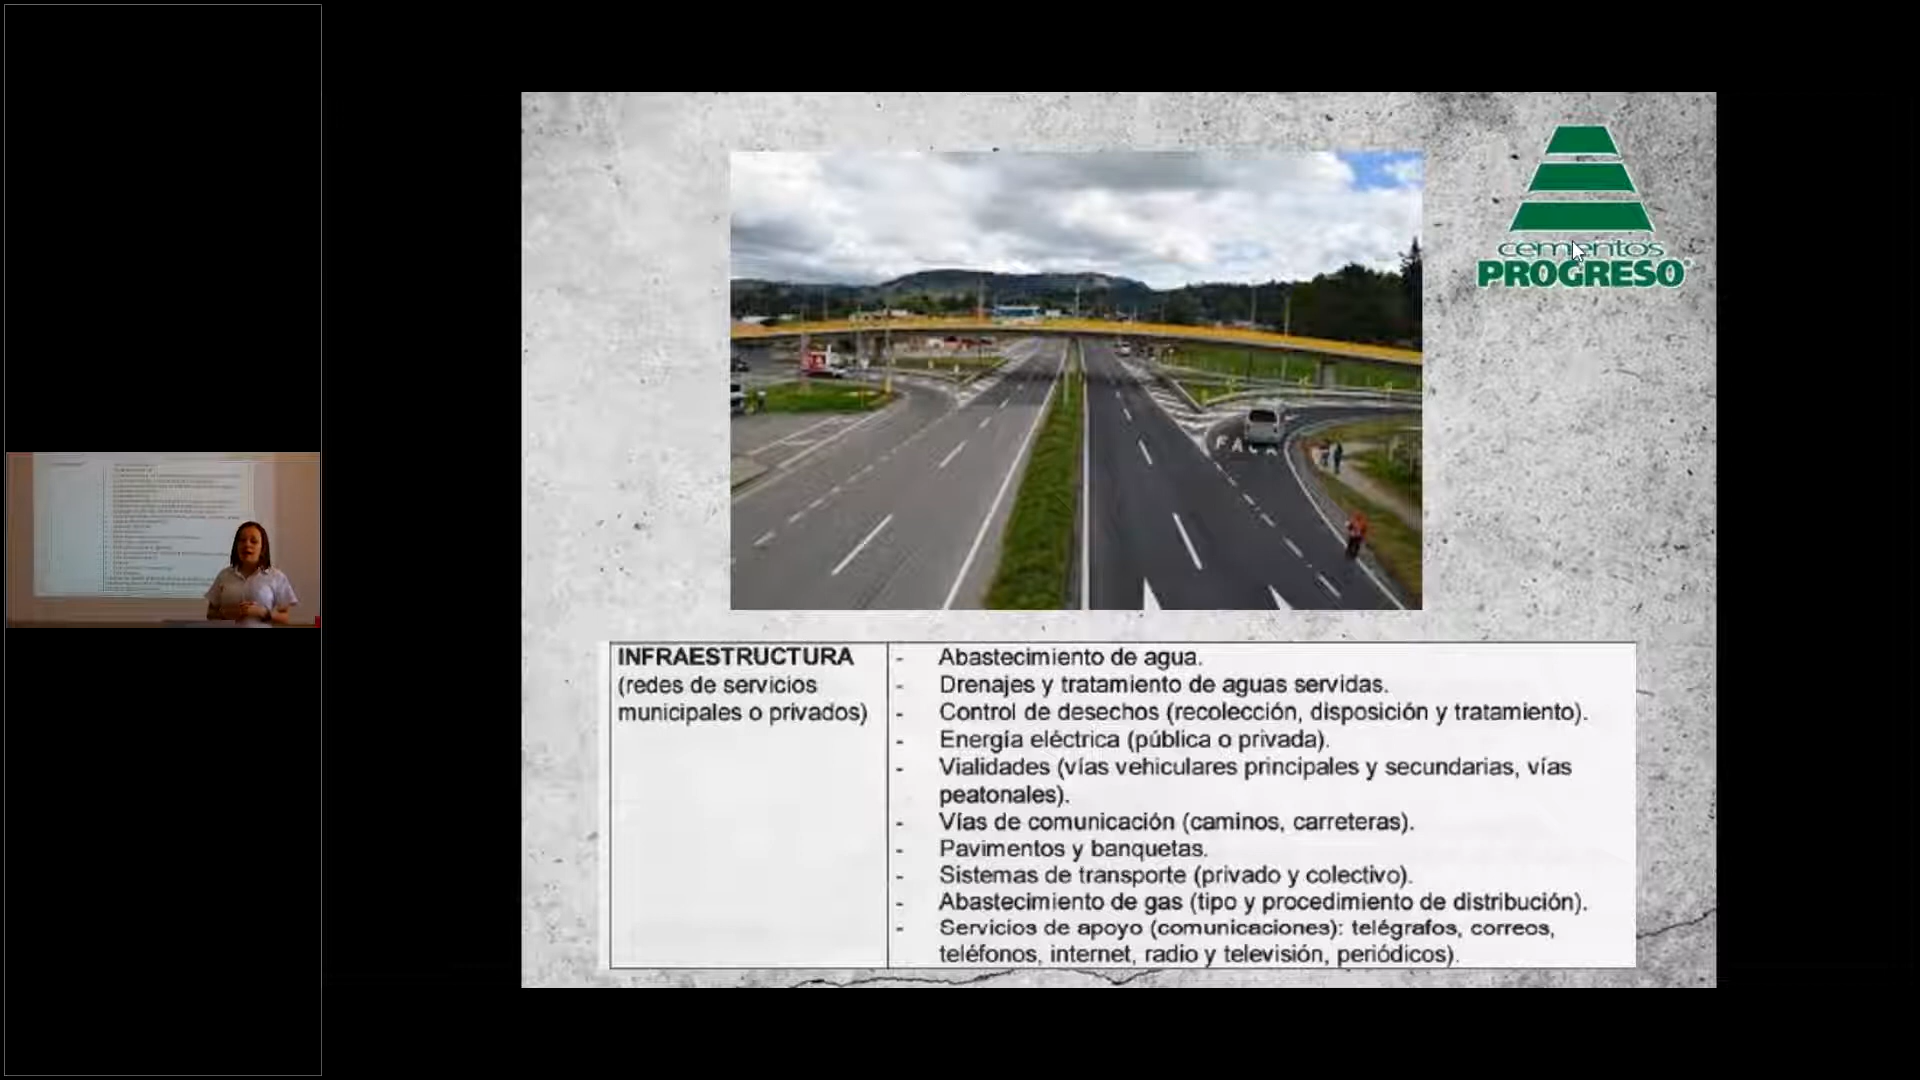 cementos
PROGRESO
INFRAESTRUCTURA
(redes de servicios
municipales o privados)
- Abastecimiento de agua.
- Drenajes y tratamiento de aguas servidas.
- Control de desechos (recolección, disposición y tratamiento).
- Energía eléctrica (pública o privada).
- Vialidades (vías vehiculares principales y secundarias, vías
peatonales).
- Vías de comunicación (caminos, carreteras).
- Pavimentos y banquetas.
- Sistemas de transporte (privado y colectivo).
- Abastecimiento de gas (tipo y procedimiento de distribución).
- Servicios de apoyo (comunicaciones): telégrafos, correos,
teléfonos, internet, radio y televisión, periódicos).